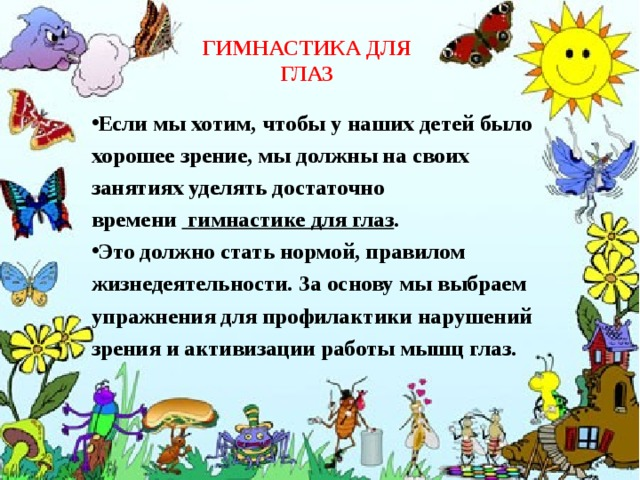 ГИМНАСТИКА ДЛЯ
ГЛАЗ
•Если мы хотим, чтобы у наших детей было
хорошее зрение, мы должны на своих
занятиях уделять достаточно
времени гимнастике для глаз.
•Это должно стать нормой, правилом
жизнедеятельности. За основу мы выбраем
упражнения для профилактики нарушений
зрения и активизации работы мышц глаз.